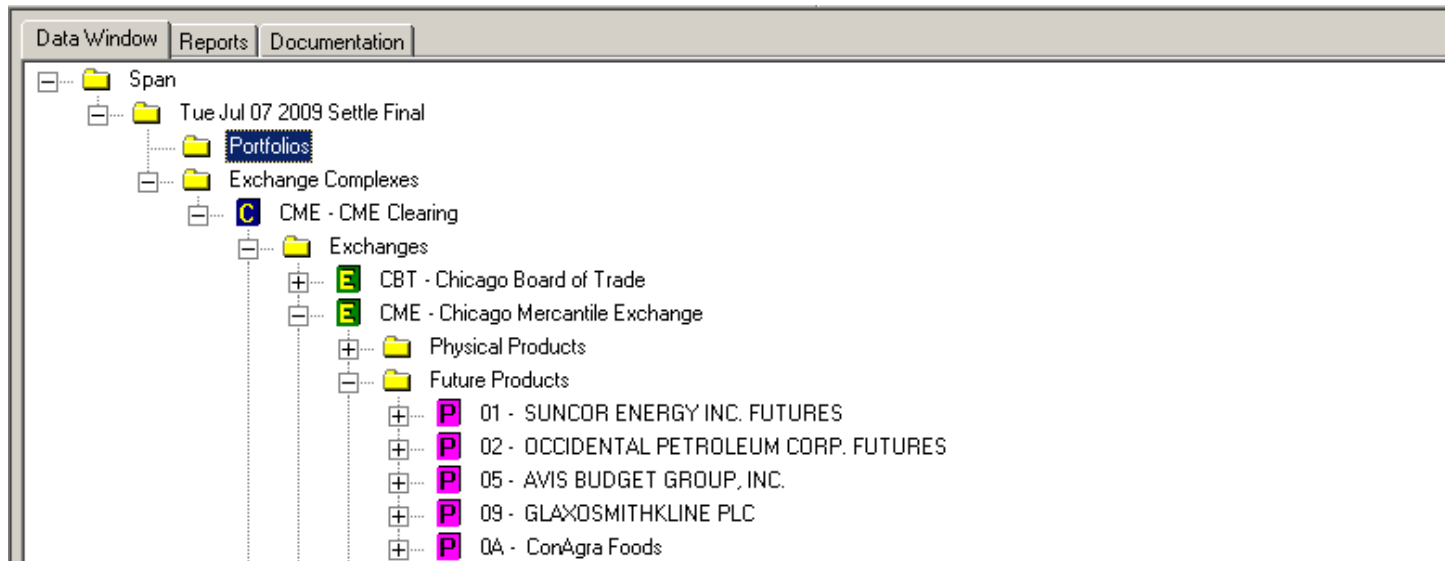 Data Window Reports Documentation
Span
Tue Jul 07 2009 Settle Final
Portfolios
Exchange Complexes
C CME - CME Clearing
Exchanges
E CBT - Chicago Board of Trade
E CME - Chicago Mercantile Exchange
Physical Products
Future Products
P 01 - SUNCOR ENERGY INC. FUTURES
P 02 - OCCIDENTAL PETROLEUM CORP. FUTURES
P 05 - AVIS BUDGET GROUP, INC.
P 09 - GLAXOSMITHKLINE PLC
P 0A - ConAgra Foods